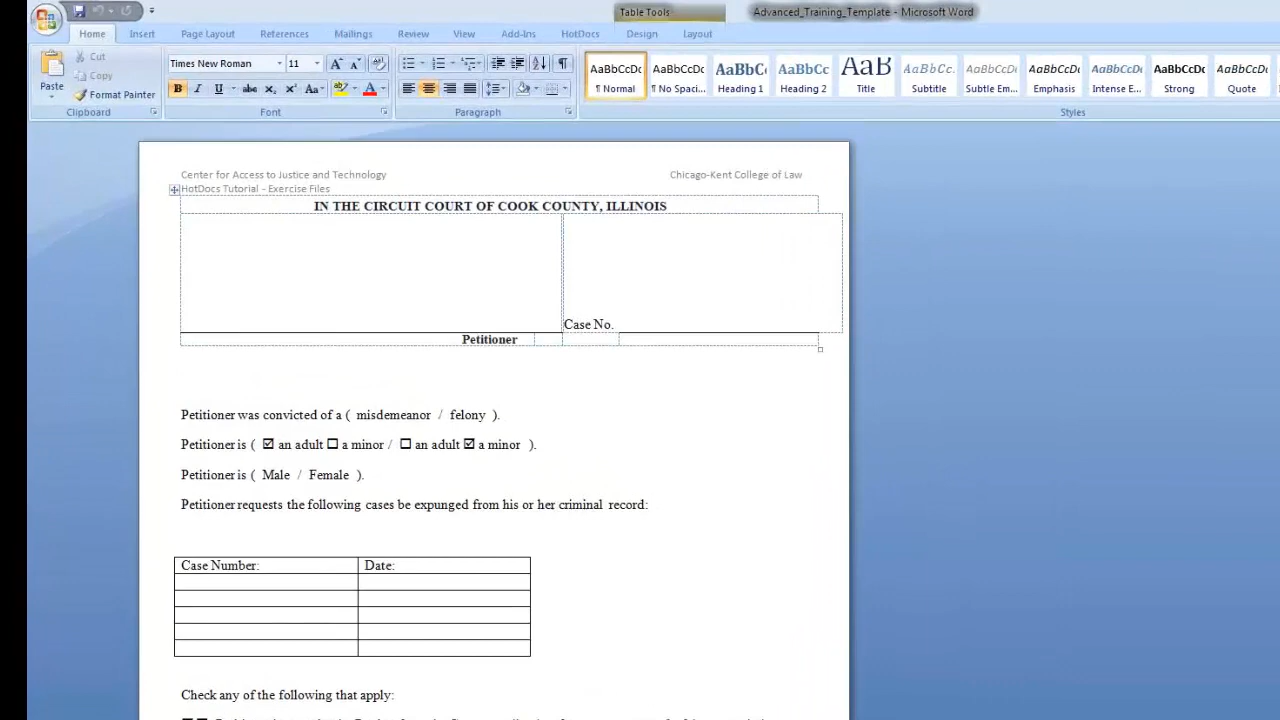 Table Tools
Advanced_Training_Template - Microsoft Word
Home Insert Page Layout References Mailings Review View Add-Ins HotDocs Design Layout
Paste
Cut
Copy
Format Painter
Clipboard
Times New Roman 11
B I U abc X₂ X² Aa
Font
Paragraph
AaBbCcDc AaBbCcDc AaBbC AaBbCc AaB AaBbCc. AaBbCcDc AaBbCcDc AaBbCcDc AaBbCcDc AaBbCcDc
¶ Normal ¶ No Spaci... Heading 1 Heading 2 Title Subtitle Subtle Em... Emphasis Intense E... Strong Quote
Styles
Center for Access to Justice and Technology Chicago-Kent College of Law
HotDocs Tutorial - Exercise Files
IN THE CIRCUIT COURT OF COOK COUNTY, ILLINOIS
Case No.
Petitioner
Petitioner was convicted of a ( misdemeanor / felony ).
Petitioner is ( ☑ an adult ☐ a minor / ☐ an adult ☑ a minor ).
Petitioner is ( Male / Female ).
Petitioner requests the following cases be expunged from his or her criminal record:
Case Number: Date:
Check any of the following that apply: